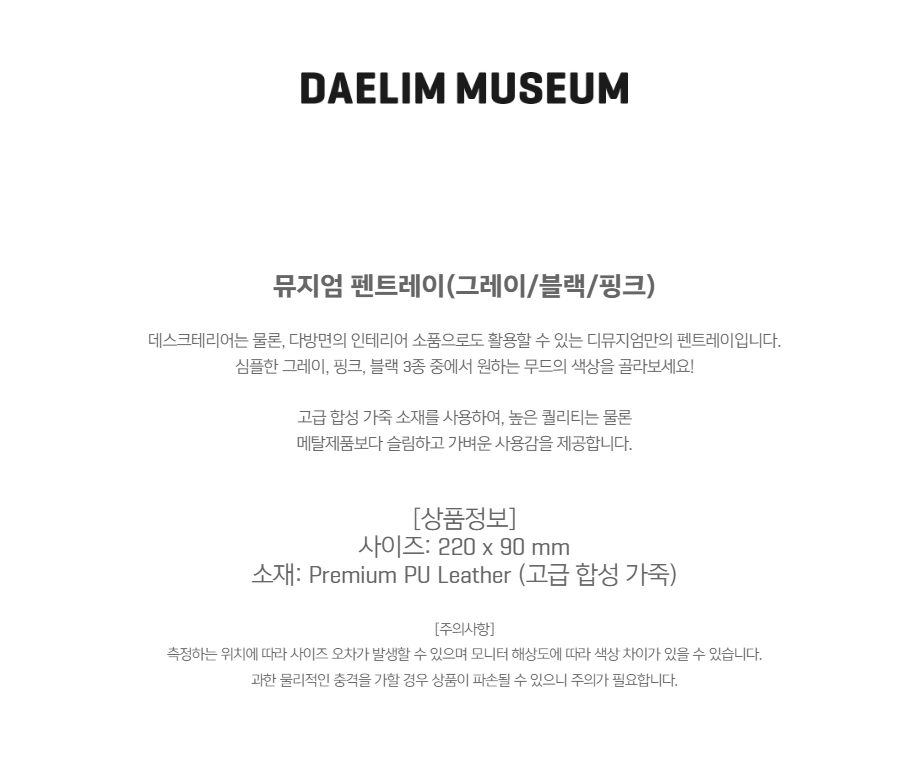 DAELIM MUSEUM
뮤지엄 펜트레이(그레이/블랙/핑크)
데스크테리어는 물론, 다방면의 인테리어 소품으로도 활용할 수 있는 디뮤지엄만의 펜트레이입니다.
심플한 그레이, 핑크, 블랙 3종 중에서 원하는 무드의 색상을 골라보세요!
고급 합성 가죽 소재를 사용하여, 높은 퀄리티는 물론
메탈제품보다 슬림하고 가벼운 사용감을 제공합니다.
[상품정보]
사이즈: 220 x 90 mm
소재: Premium PU Leather (고급 합성 가죽)
[주의사항]
측정하는 위치에 따라 사이즈 오차가 발생할 수 있으며 모니터 해상도에 따라 색상 차이가 있을 수 있습니다.
과한 물리적인 충격을 가할 경우 상품이 파손될 수 있으니 주의가 필요합니다.